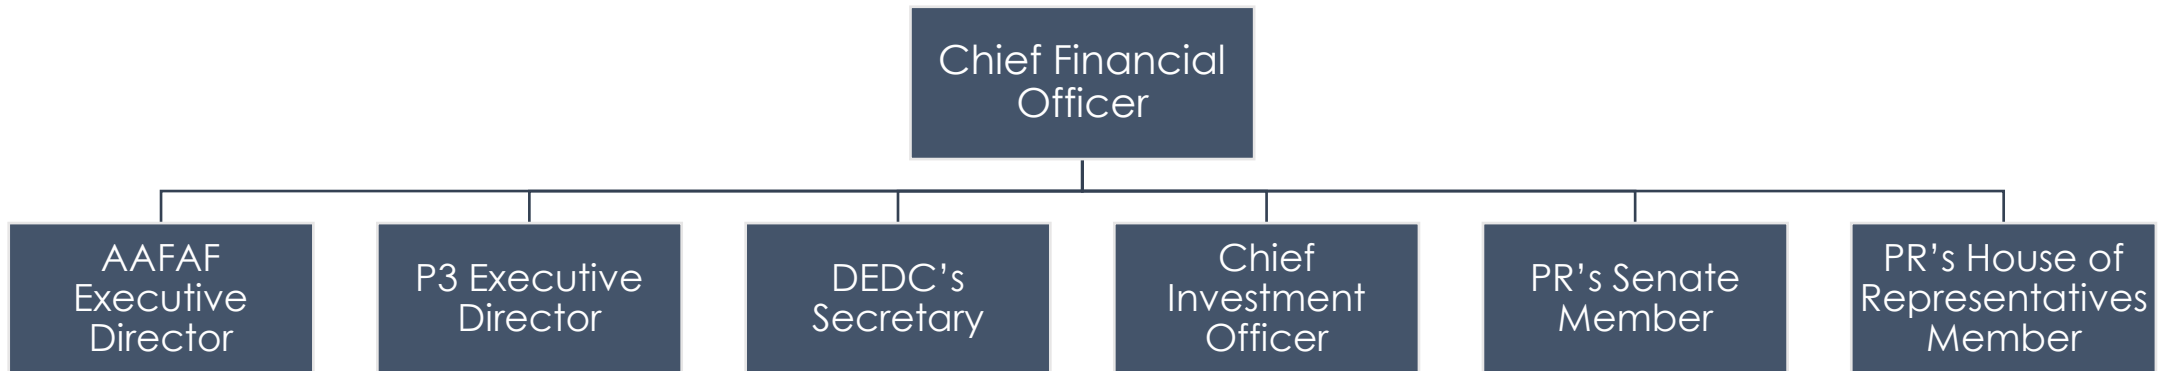 Chief Financial
Officer
AAFAF
Executive
Director
P3 Executive
Director
DEDC’s
Secretary
Chief
Investment
Officer
PR’s Senate
Member
PR’s House of
Representatives
Member